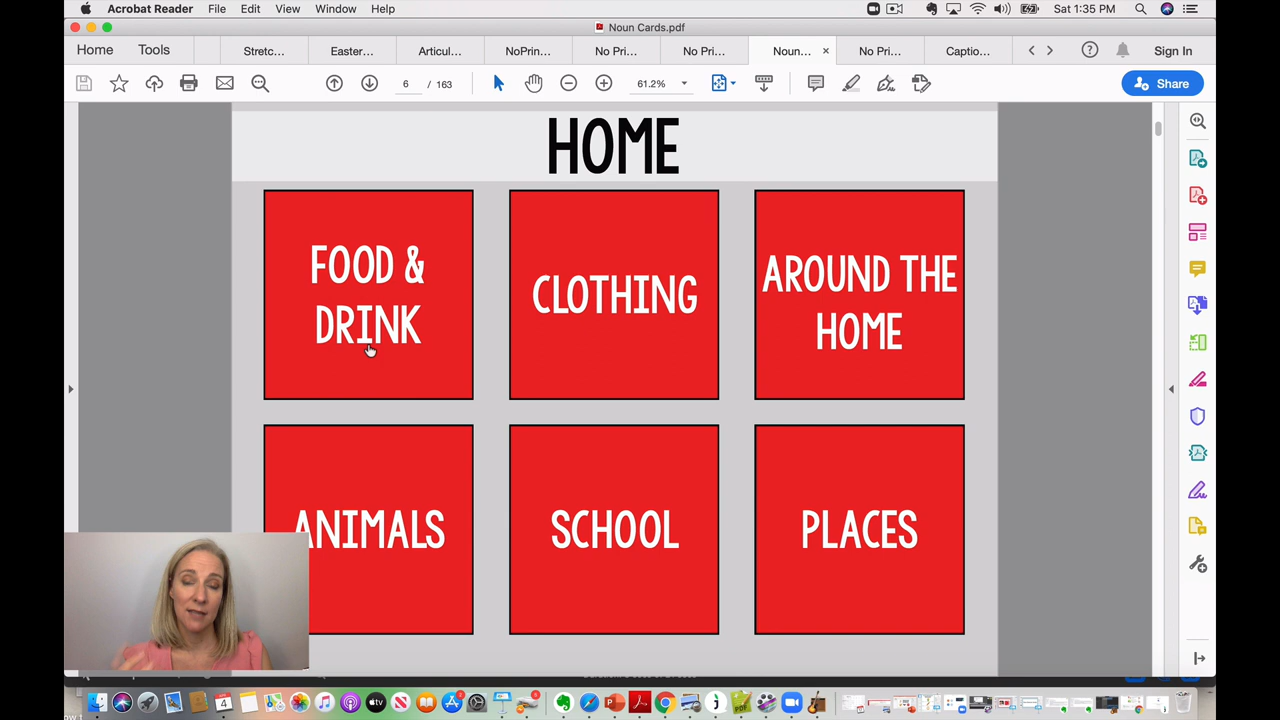 Acrobat Reader File Edit View Window Help Sat 1:35 PM
Noun Cards.pdf
Home Tools Stretc... Easter... Articul... NoPrin... No Pri... No Pri... Noun... × No Pri... Captio... Sign In
6 / 163 61.2% Share
HOME
FOOD &
DRINK
CLOTHING
AROUND THE
HOME
ANIMALS
SCHOOL
PLACES